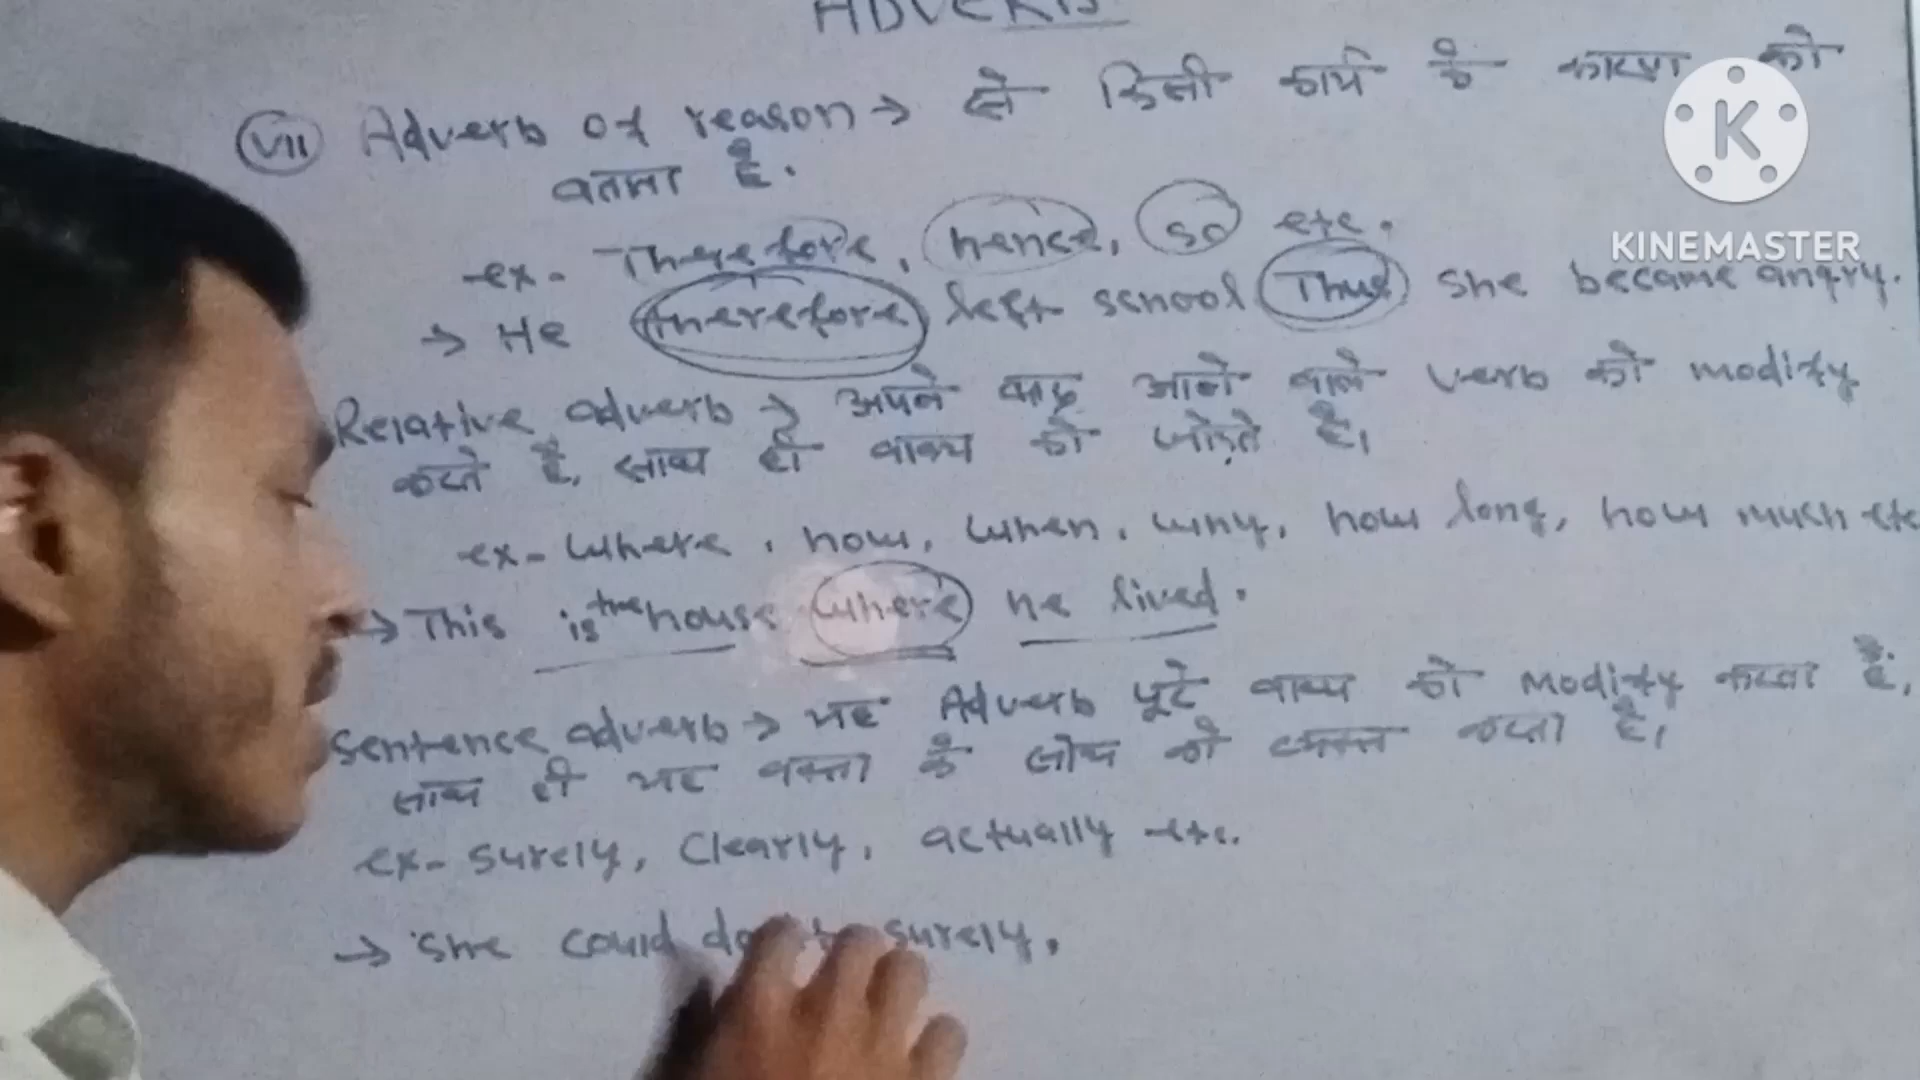 ADVERB
VII Adverb of reason → जो किसी कार्य के कारण को
बताता है.
ex- Therefore, hence, so etc.
→ He therefore left school Thus she became angry.
Relative adverb → अपने बाद आने वाले verb को modify
करते हैं, साथ ही वाक्य को जोड़ते हैं।
ex- Where, how, when, why, how long, how much etc
→ This is the house where he lived.
Sentence adverb → यह Adverb पूरे वाक्य को Modify करता है,
साथ ही यह वक्ता के सोच को व्यक्त करता है।
ex- Surely, Clearly, actually etc.
→ She could do surely.
KINEMASTER